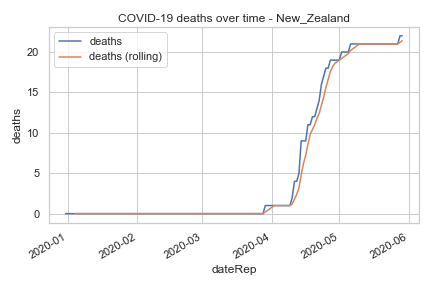 COVID-19 deaths over time - New_Zealand
deaths
deaths (rolling)
deaths
20
15
10
5
0
2020-01
2020-02
2020-03
2020-04
2020-05
2020-06
dateRep